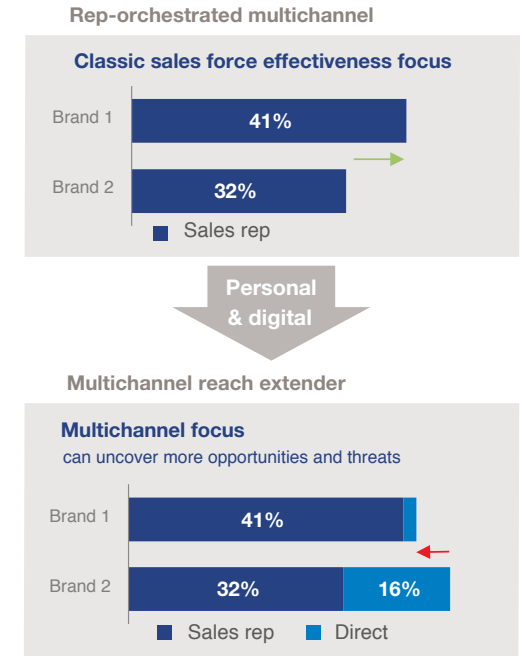 Rep-orchestrated multichannel
Classic sales force effectiveness focus
Brand 1
41%
Brand 2
32%
Sales rep
Personal
& digital
Multichannel reach extender
Multichannel focus
can uncover more opportunities and threats
Brand 1
41%
Brand 2
32%
16%
Sales rep
Direct